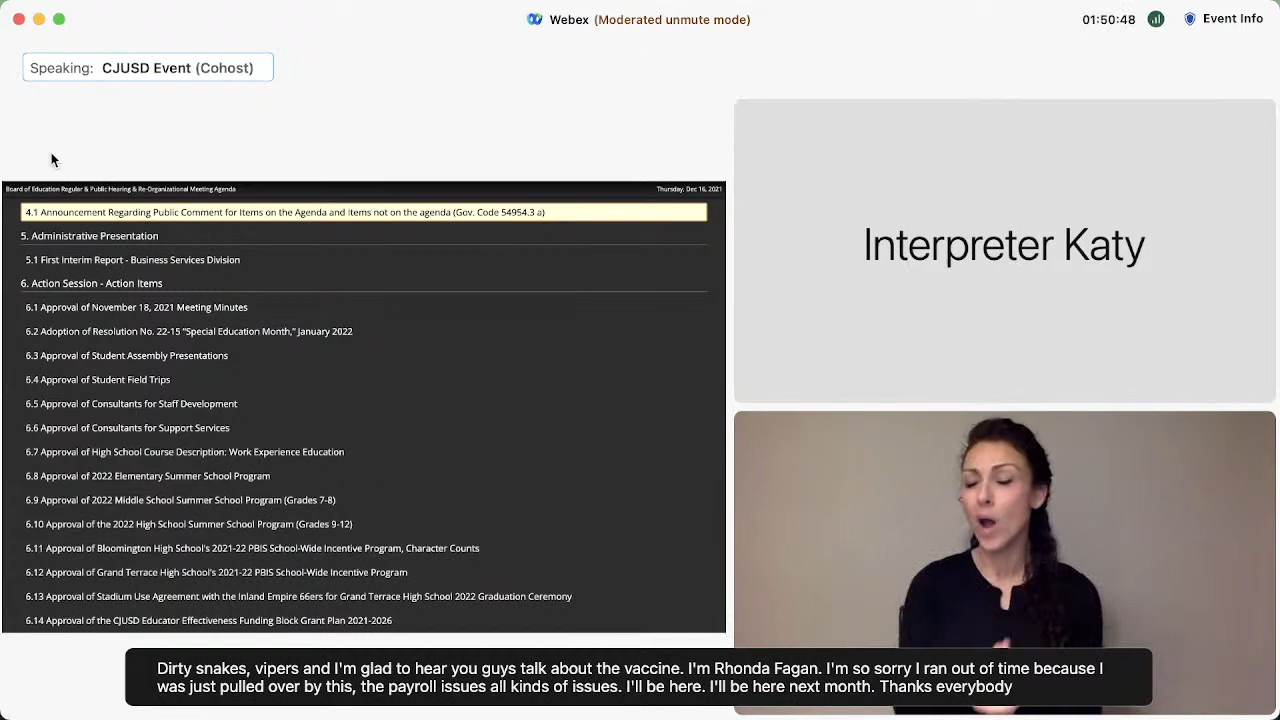 Webex (Moderated unmute mode)
01:50:48
Event Info
Speaking: CJUSD Event (Cohost)
Board of Education Regular & Public Hearing & Re-Organizational Meeting Agenda
Thursday, Dec 16, 2021
4.1 Announcement Regarding Public Comment for Items on the Agenda and Items not on the agenda (Gov. Code 54954.3 a)
5. Administrative Presentation
5.1 First Interim Report - Business Services Division
6. Action Session - Action Items
6.1 Approval of November 18, 2021 Meeting Minutes
6.2 Adoption of Resolution No. 22-15 "Special Education Month," January 2022
6.3 Approval of Student Assembly Presentations
6.4 Approval of Student Field Trips
6.5 Approval of Consultants for Staff Development
6.6 Approval of Consultants for Support Services
6.7 Approval of High School Course Description: Work Experience Education
6.8 Approval of 2022 Elementary Summer School Program
6.9 Approval of 2022 Middle School Summer School Program (Grades 7-8)
6.10 Approval of the 2022 High School Summer School Program (Grades 9-12)
6.11 Approval of Bloomington High School's 2021-22 PBIS School-Wide Incentive Program, Character Counts
6.12 Approval of Grand Terrace High School's 2021-22 PBIS School-Wide Incentive Program
6.13 Approval of Stadium Use Agreement with the Inland Empire 66ers for Grand Terrace High School 2022 Graduation Ceremony
6.14 Approval of the CJUSD Educator Effectiveness Funding Block Grant Plan 2021-2026
Interpreter Katy
Dirty snakes, vipers and I'm glad to hear you guys talk about the vaccine. I'm Rhonda Fagan. I'm so sorry I ran out of time because I
was just pulled over by this, the payroll issues all kinds of issues. I'll be here. I'll be here next month. Thanks everybody